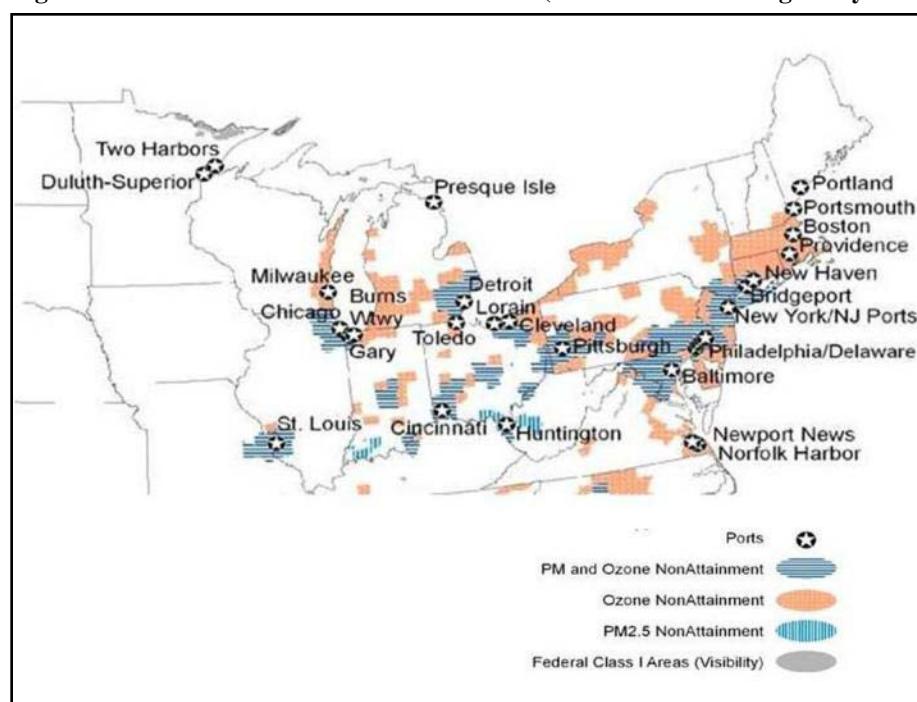 Two Harbors
Duluth-Superior
Presque Isle
Portland
Portsmouth
Boston
Providence
Milwaukee
Detroit
New Haven
Burns
Lorain
Bridgeport
Chicago
Wtwy
Cleveland
New York/NJ Ports
Toledo
Gary
Pittsburgh
Philadelphia/Delaware
Baltimore
St. Louis
Cincinnati
Huntington
Newport News
Norfolk Harbor
Ports
PM and Ozone NonAttainment
Ozone NonAttainment
PM2.5 NonAttainment
Federal Class I Areas (Visibility)